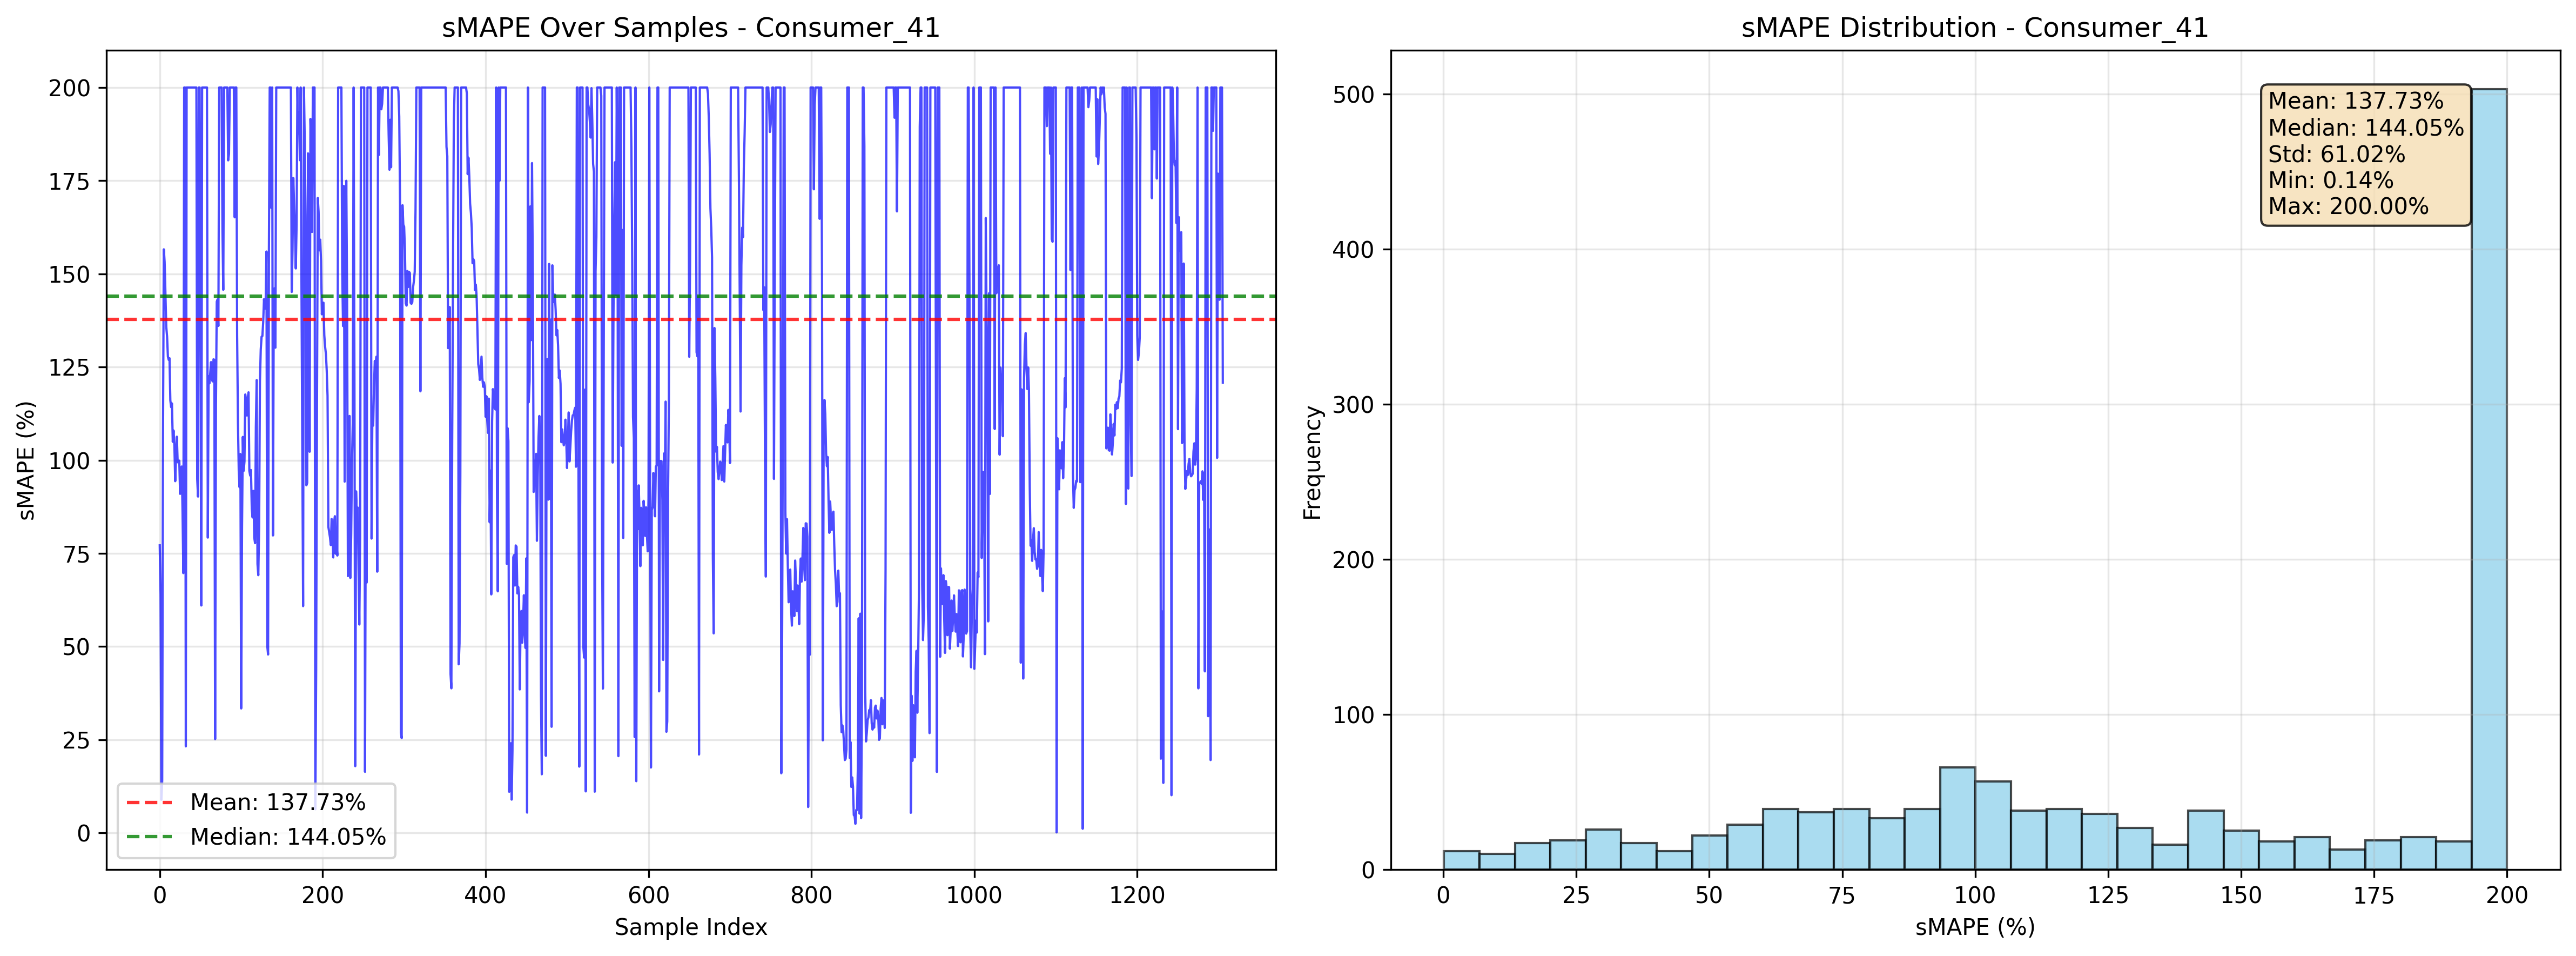 sMAPE Over Samples - Consumer_41
sMAPE (%)
200
175
150
125
100
75
50
25
0
Mean: 137.73%
Median: 144.05%
0 200 400 600 800 1000 1200
Sample Index
sMAPE Distribution - Consumer_41
Frequency
500
400
300
200
100
0
Mean: 137.73%
Median: 144.05%
Std: 61.02%
Min: 0.14%
Max: 200.00%
0 25 50 75 100 125 150 175 200
sMAPE (%)